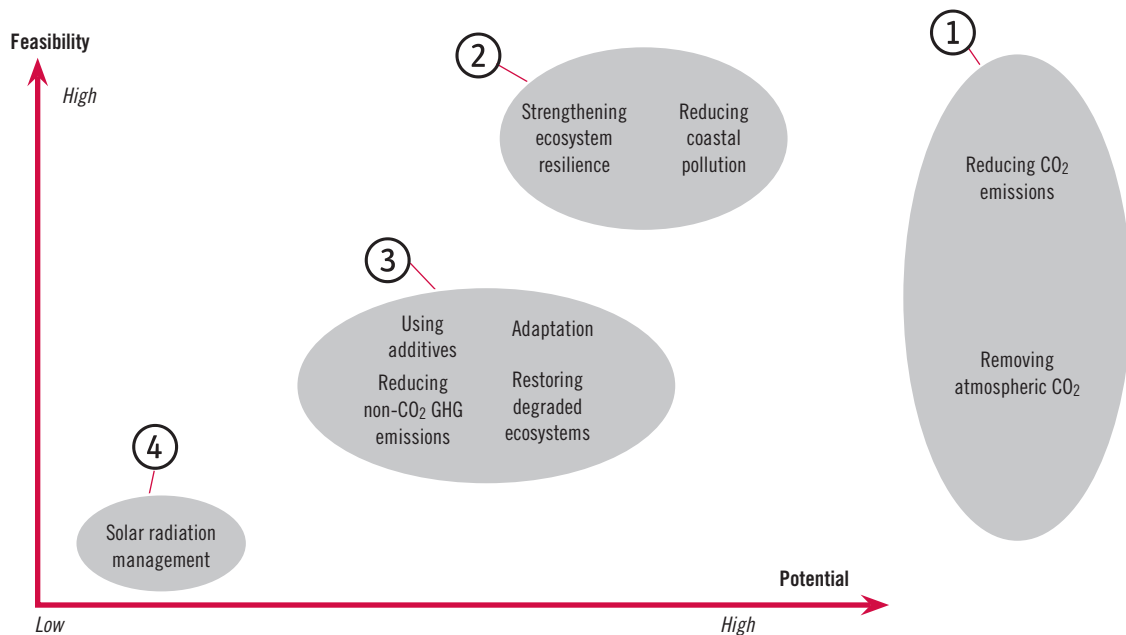 Feasibility
High
1
Reducing CO₂
emissions
Removing
atmospheric CO₂
2
Strengthening
ecosystem
resilience
Reducing
coastal
pollution
3
Using
additives
Adaptation
Reducing
non-CO₂ GHG
emissions
Restoring
degraded
ecosystems
4
Solar radiation
management
Potential
Low
High